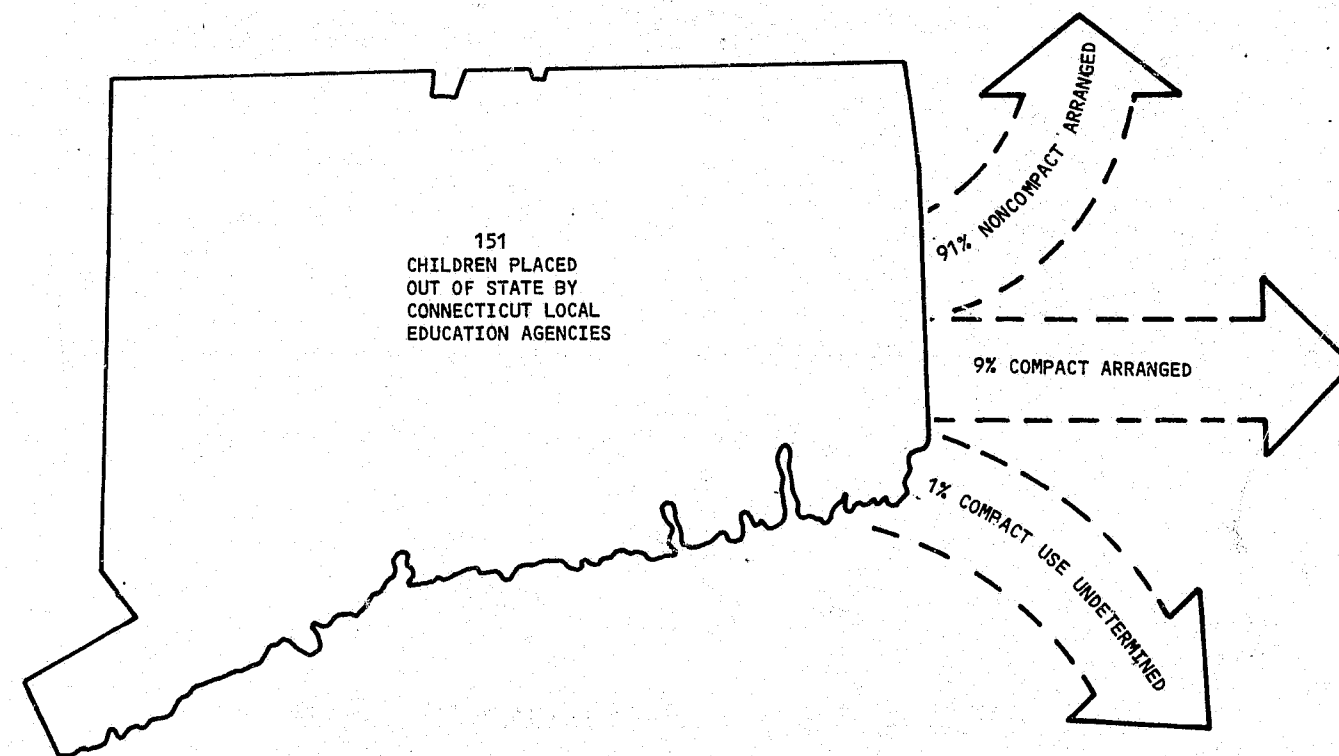 151
CHILDREN PLACED
OUT OF STATE BY
CONNECTICUT LOCAL
EDUCATION AGENCIES
91% NONCOMPACT ARRANGED
9% COMPACT ARRANGED
1% COMPACT USE UNDETERMINED